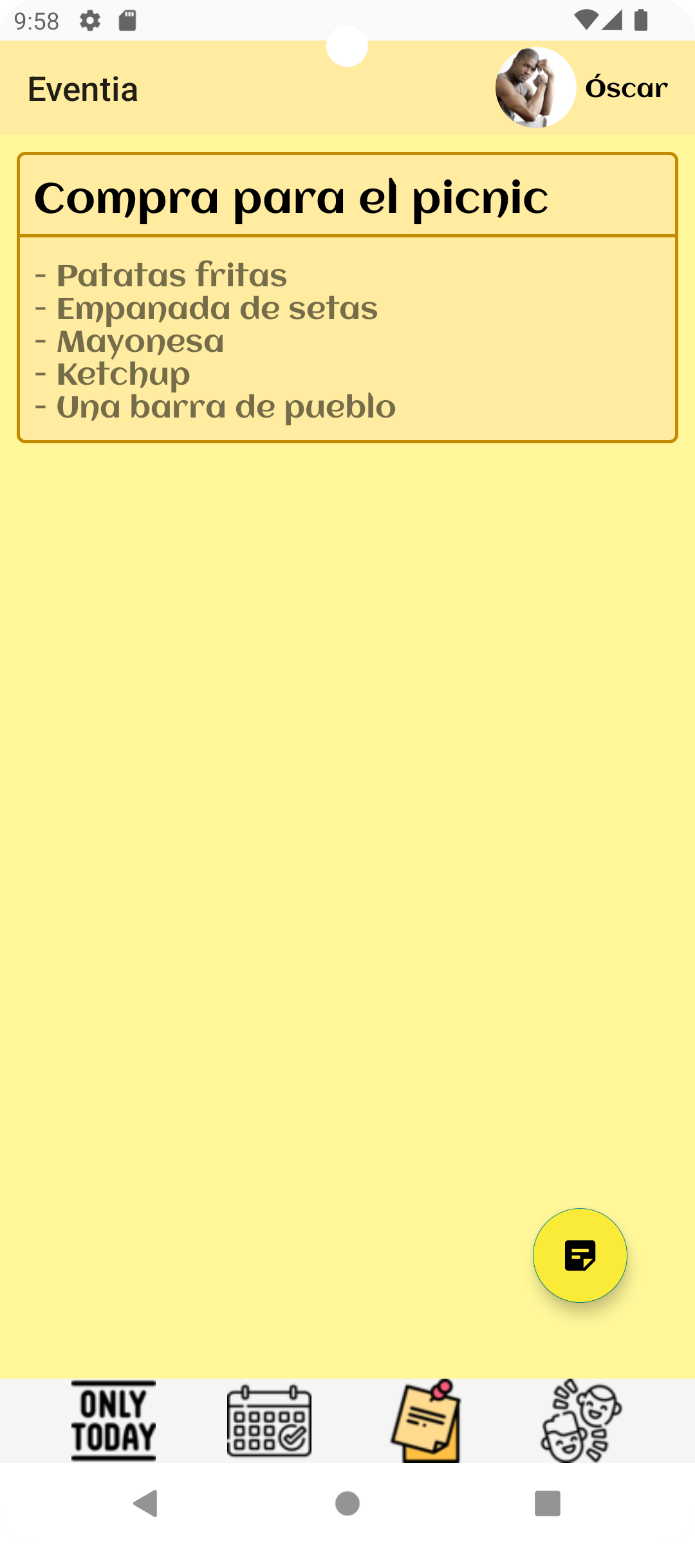 9:58
Eventia
Óscar
Compra para el picnic
- Patatas fritas
- Empanada de setas
- Mayonesa
- Ketchup
- Una barra de pueblo
ONLY
TODAY